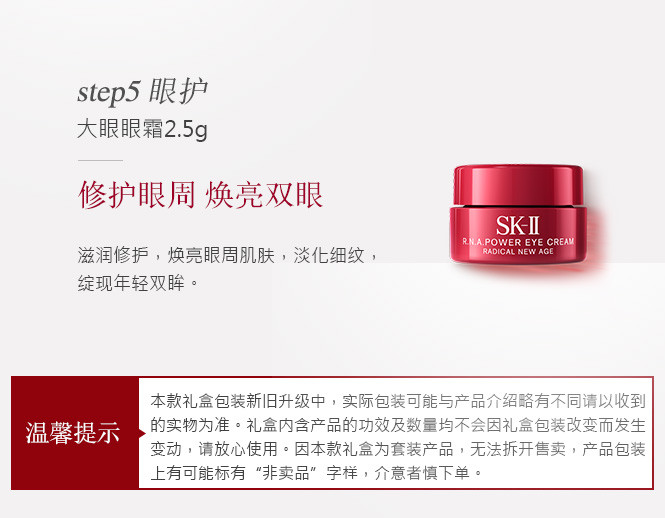 step5 眼护
大眼眼霜2.5g
修护眼周 焕亮双眼
滋润修护，焕亮眼周肌肤，淡化细纹，
绽现年轻双眸。
SK-II
R.N.A.POWER EYE CREAM
RADICAL NEW AGE
温馨提示
本款礼盒包装新旧升级中，实际包装可能与产品介绍略有不同请以收到
的实物为准。礼盒内含产品的功效及数量均不会因礼盒包装改变而发生
变动，请放心使用。因本款礼盒为套装产品，无法拆开售卖，产品包装
上有可能标有“非卖品”字样，介意者慎下单。